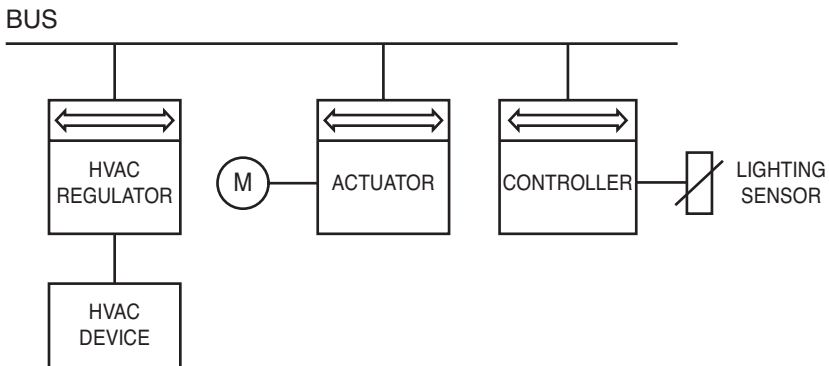 BUS
HVAC
REGULATOR
M
ACTUATOR
CONTROLLER
LIGHTING
SENSOR
HVAC
DEVICE